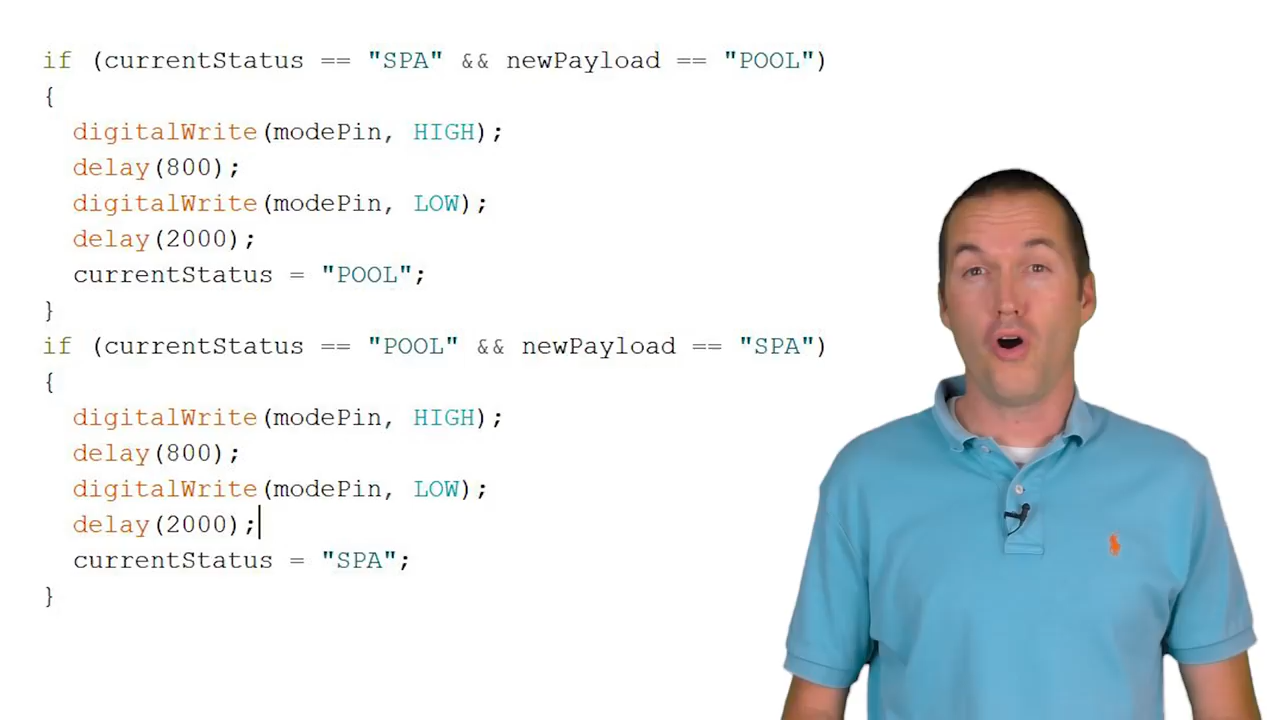 if (currentStatus == "SPA" && newPayload == "POOL")
{
  digitalWrite(modePin, HIGH);
  delay(800);
  digitalWrite(modePin, LOW);
  delay(2000);
  currentStatus = "POOL";
}
if (currentStatus == "POOL" && newPayload == "SPA")
{
  digitalWrite(modePin, HIGH);
  delay(800);
  digitalWrite(modePin, LOW);
  delay(2000);
  currentStatus = "SPA";
}